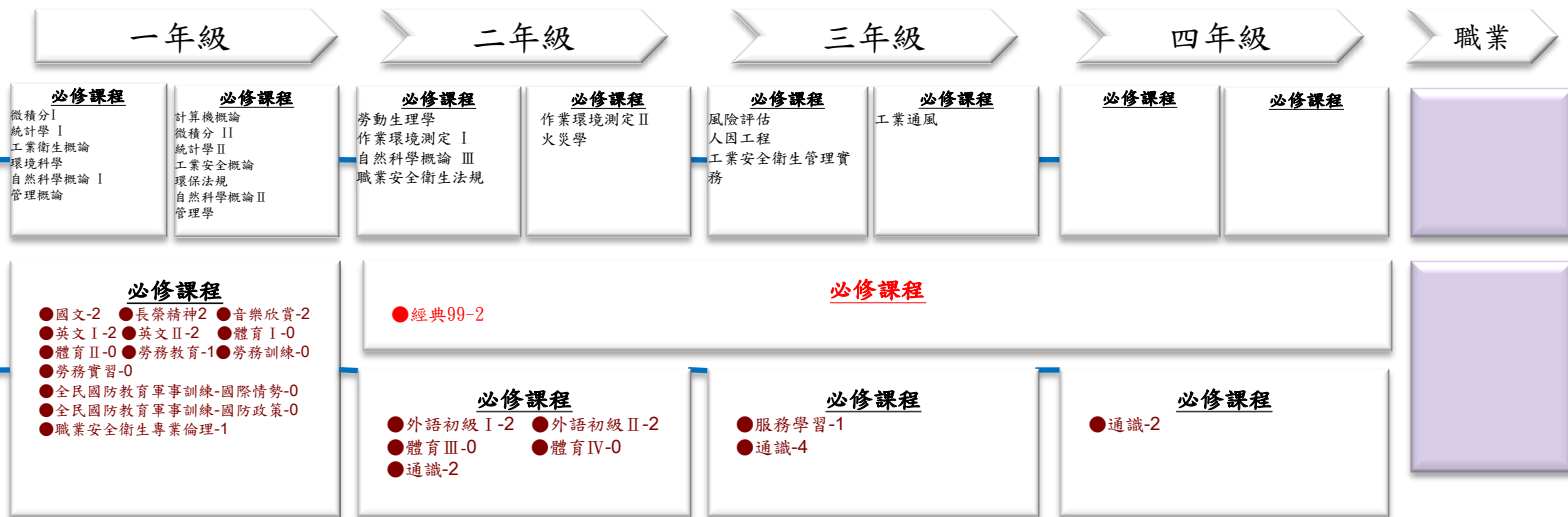 一年級
二年級
三年級
四年級
職業
必修課程
微積分I
統計學 I
工業衛生概論
環境科學
自然科學概論 I
管理概論
必修課程
計算機概論
微積分 II
統計學Ⅱ
工業安全概論
環保法規
自然科學概論Ⅱ
管理學
必修課程
勞動生理學
作業環境測定 I
自然科學概論 Ⅲ
職業安全衛生法規
必修課程
作業環境測定Ⅱ
火災學
必修課程
風險評估
人因工程
工業安全衛生管理實
務
必修課程
工業通風
必修課程
必修課程
必修課程
●國文-2 ●長榮精神2 ●音樂欣賞-2
●英文Ⅰ-2 ●英文Ⅱ-2 ●體育Ⅰ-0
●體育Ⅱ-0 ●勞務教育-1 ●勞務訓練-0
●勞務實習-0
●全民國防教育軍事訓練-國際情勢-0
●全民國防教育軍事訓練-國防政策-0
●職業安全衛生專業倫理-1
必修課程
●經典99-2
必修課程
●外語初級Ⅰ-2 ●外語初級Ⅱ-2
●體育Ⅲ-0 ●體育Ⅳ-0
●通識-2
必修課程
●服務學習-1
●通識-4
必修課程
●通識-2